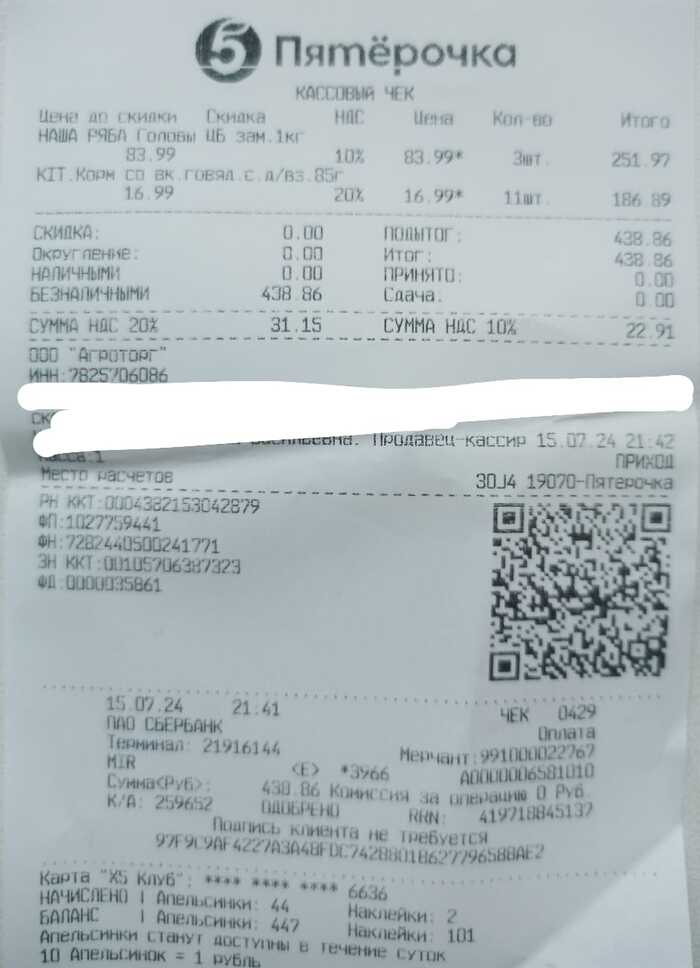 5 Пятёрочка
КАССОВЫЙ ЧЕК
Цена до скидки Скидка НДС Цена Кол-во Итого
НАША РЯБА Головы ЦБ зам.1кг
83.99 10% 83.99* 3шт. 251.97
KIT.Корм со вк.говяд.с.д/вз.85г
16.99 20% 16.99* 11шт. 186.89
СКИДКА: 0.00 ПОДЫТОГ: 438.86
Округление: 0.00 Итог: 438.86
НАЛИЧНЫМИ 0.00 ПРИНЯТО: 0.00
БЕЗНАЛИЧНЫМИ 438.86 Сдача: 0.00
СУММА НДС 20% 31.15 СУММА НДС 10% 22.91
ООО "Агроторг"
ИНН:7825706086
СК
Продавец-кассир 15.07.24 21:42
Касса:1 ПРИХОД
Место расчетов 30J4 19070-Пятерочка
РН ККТ:0004382153042879
ФП:1027759441
ФН:7282440500241771
ЗН ККТ:00105706387323
ФД:0000035861
15.07.24 21:41 ЧЕК 0429
ПАО СБЕРБАНК Оплата
Терминал: 21916144 Мерчант:991000022767
MIR <E> *3966 A0000006581010
Сумма<Руб>: 438.86 Комиссия за операцию 0 Руб.
К/А: 259652 ОДОБРЕНО RRN: 419718845137
Подпись клиента не требуется
97F9C9AF4227A3A48FDC7428801862779658BAE2
Карта "X5 Клуб": **** **** **** 6636
НАЧИСЛЕНО | Апельсинки: 44 Наклейки: 2
БАЛАНС | Апельсинки: 447 Наклейки: 101
Апельсинки станут доступны в течение суток
10 Апельсинок = 1 рубль